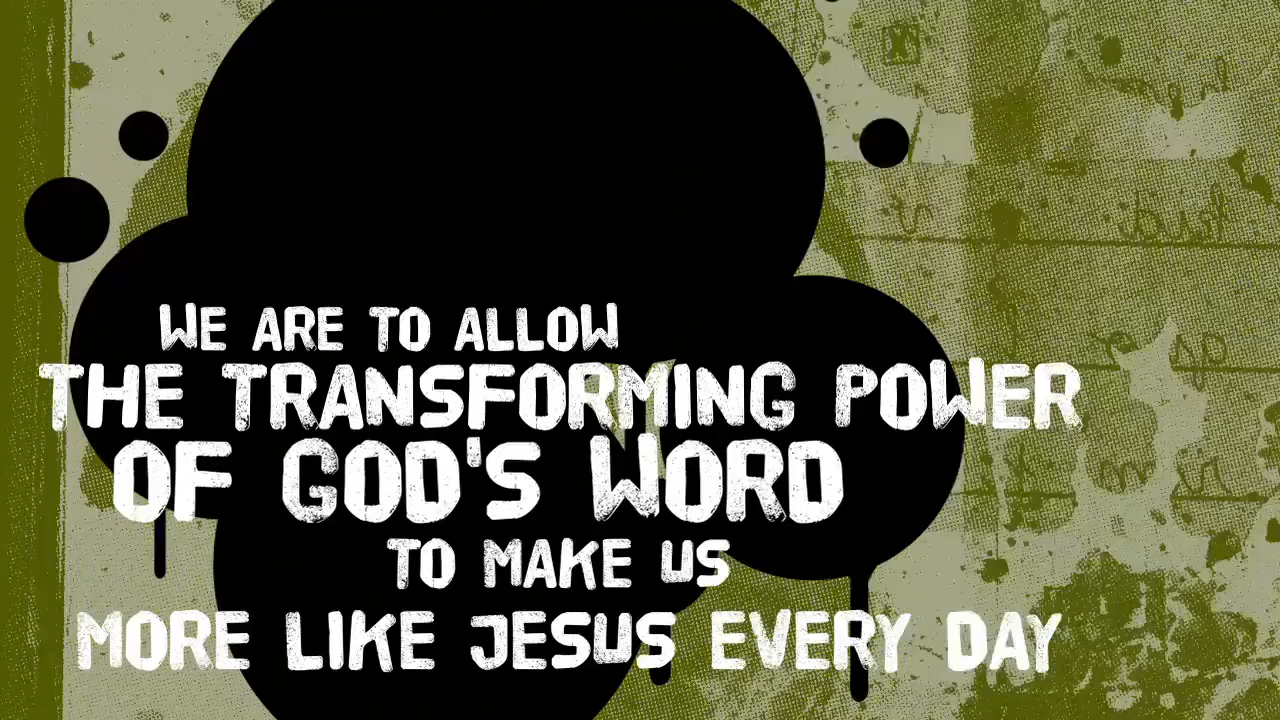 WE ARE TO ALLOW
THE TRANSFORMING POWER
OF GOD'S WORD
TO MAKE US
MORE LIKE JESUS EVERY DAY